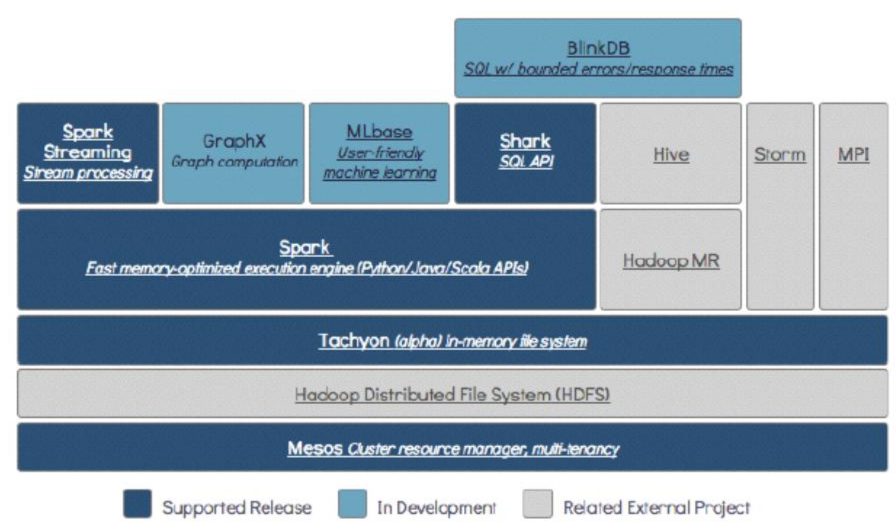 BlinkDB
SQL w/ bounded errors/response times
Spark
Streaming
Stream processing
GraphX
Graph computation
MLbase
User-friendly
machine learning
Shark
SQL API
Hive
Storm
MPI
Spark
Fast memory-optimized execution engine (Python/Java/Scala APIs)
Hadoop MR
Tachyon (alpha) in-memory file system
Hadoop Distributed File System (HDFS)
Mesos Cluster resource manager, multi-tenancy
Supported Release
In Development
Related External Project